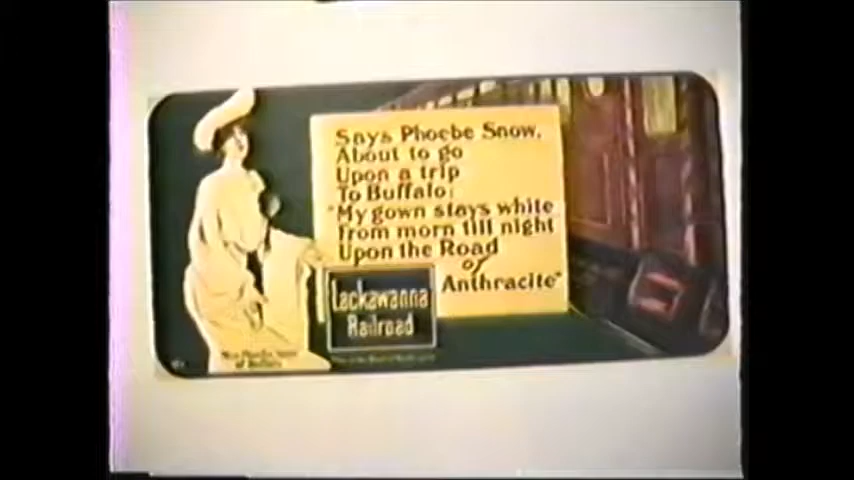 Says Phoebe Snow,
About to go
Upon a trip
To Buffalo:
"My gown stays white
From morn till night
Upon the Road
of
Anthracite"
Lackawanna
Railroad